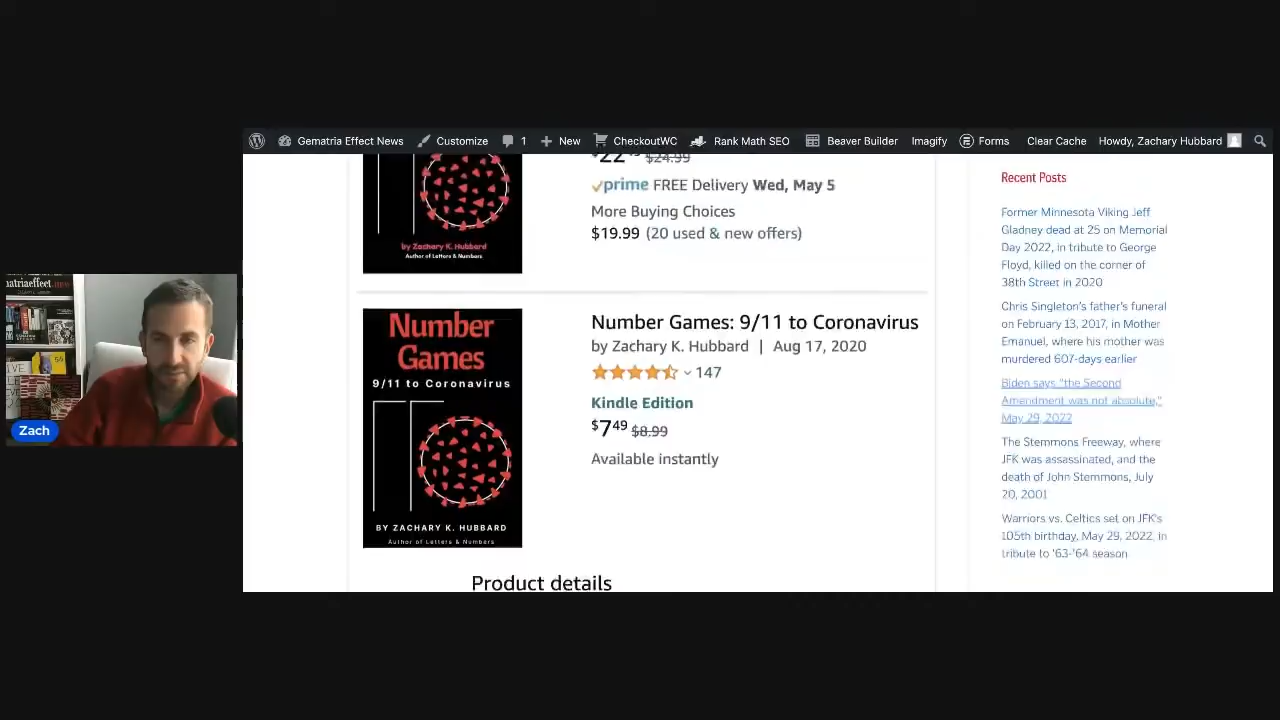 Gematria Effect News Customize 1 New CheckoutWC Rank Math SEO Beaver Builder Imagify Forms Clear Cache Howdy, Zachary Hubbard
$22 $24.99
prime FREE Delivery Wed, May 5
More Buying Choices
$19.99 (20 used & new offers)
by Zachary K. Hubbard
Author of Letters & Numbers
Number
Games
9/11 to Coronavirus
BY ZACHARY K. HUBBARD
Author of Letters & Numbers
Number Games: 9/11 to Coronavirus
by Zachary K. Hubbard | Aug 17, 2020
147
Kindle Edition
$7.49 $8.99
Available instantly
Product details
Recent Posts
Former Minnesota Viking Jeff
Gladney dead at 25 on Memorial
Day 2022, in tribute to George
Floyd, killed on the corner of
38th Street in 2020
Chris Singleton's father's funeral
on February 13, 2017, in Mother
Emanuel, where his mother was
murdered 607-days earlier
Biden says "the Second
Amendment was not absolute,"
May 29, 2022
The Stemmons Freeway, where
JFK was assassinated, and the
death of John Stemmons, July
20, 2001
Warriors vs. Celtics set on JFK's
105th birthday, May 29, 2022, in
tribute to '63-'64 season
Zach